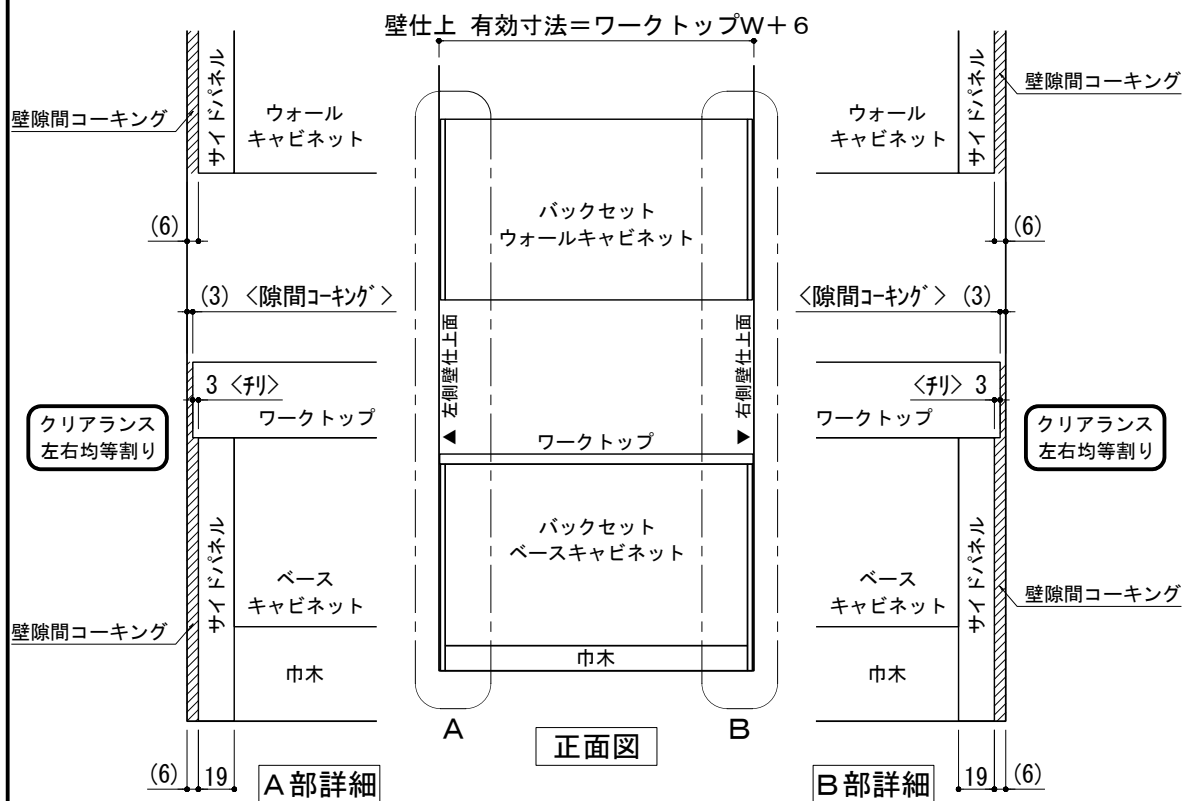 壁仕上 有効寸法＝ワークトップW＋6
壁隙間コーキング
サイドパネル
ウォール
キャビネット
(6)
(3) <隙間ｺｰｷﾝｸﾞ>
3 <ﾁﾘ>
ワークトップ
クリアランス
左右均等割り
サイドパネル
ベース
キャビネット
壁隙間コーキング
巾木
(6)
19
A部詳細
バックセット
ウォールキャビネット
左側壁仕上面
右側壁仕上面
ワークトップ
バックセット
ベースキャビネット
巾木
A
B
正面図
ウォール
キャビネット
サイドパネル
壁隙間コーキング
(6)
<隙間ｺｰｷﾝｸﾞ> (3)
<ﾁﾘ> 3
ワークトップ
クリアランス
左右均等割り
ベース
キャビネット
サイドパネル
壁隙間コーキング
巾木
B部詳細
19
(6)